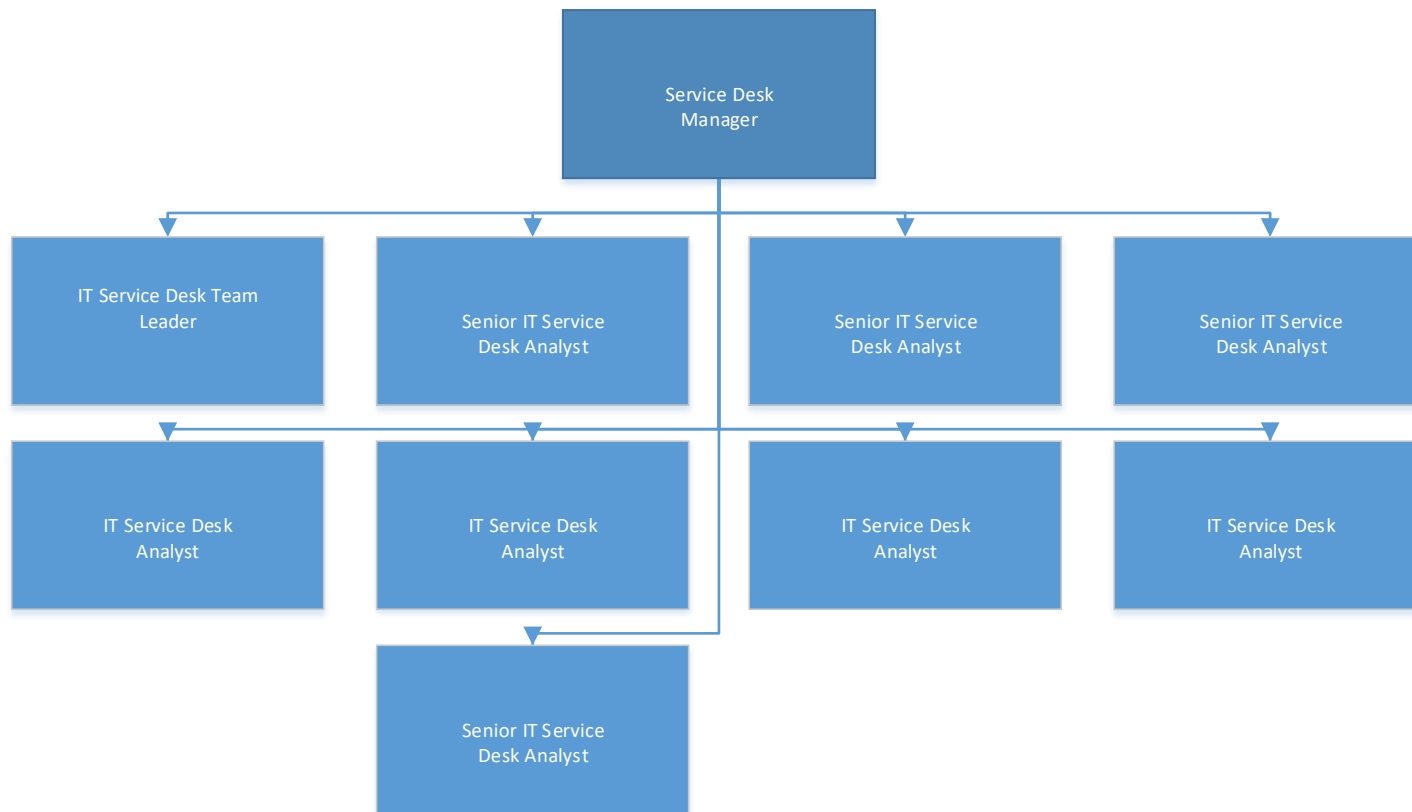 Service Desk
Manager
IT Service Desk Team
Leader
Senior IT Service
Desk Analyst
Senior IT Service
Desk Analyst
Senior IT Service
Desk Analyst
IT Service Desk
Analyst
IT Service Desk
Analyst
IT Service Desk
Analyst
IT Service Desk
Analyst
Senior IT Service
Desk Analyst